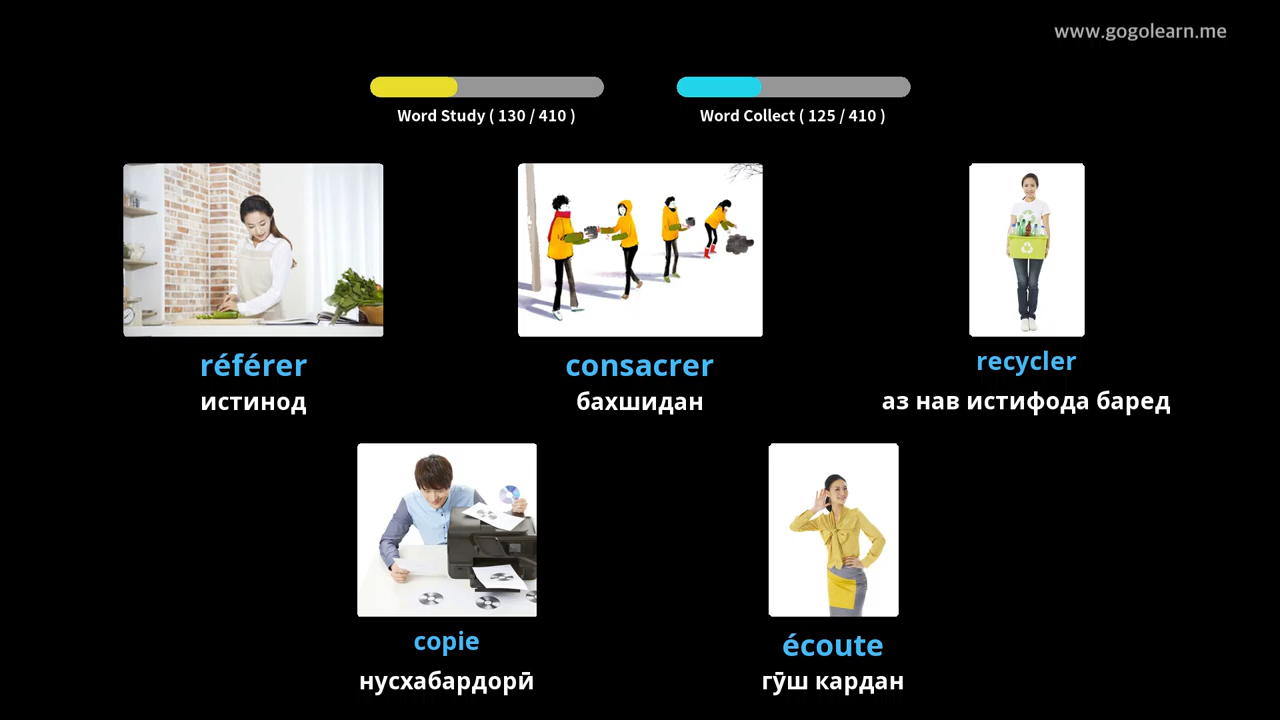 www.gogolearn.me
Word Study ( 130 / 410 )
Word Collect ( 125 / 410 )
référer
истинод
consacrer
бахшидан
recycler
аз нав истифода баред
copie
нусхабардорӣ
écoute
гӯш кардан